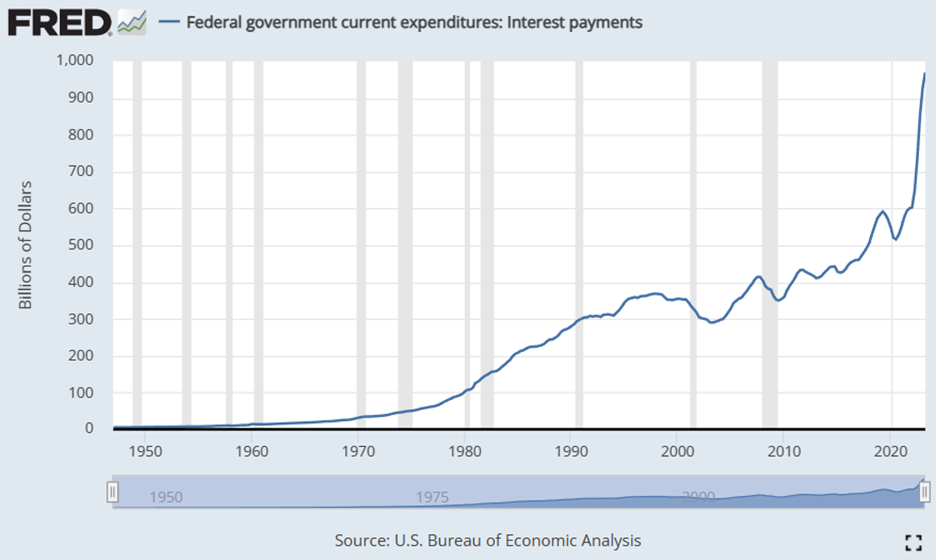 FRED Federal government current expenditures: Interest payments
Billions of Dollars
1,000
900
800
700
600
500
400
300
200
100
0
1950 1960 1970 1980 1990 2000 2010 2020
1950 1975 2000
Source: U.S. Bureau of Economic Analysis